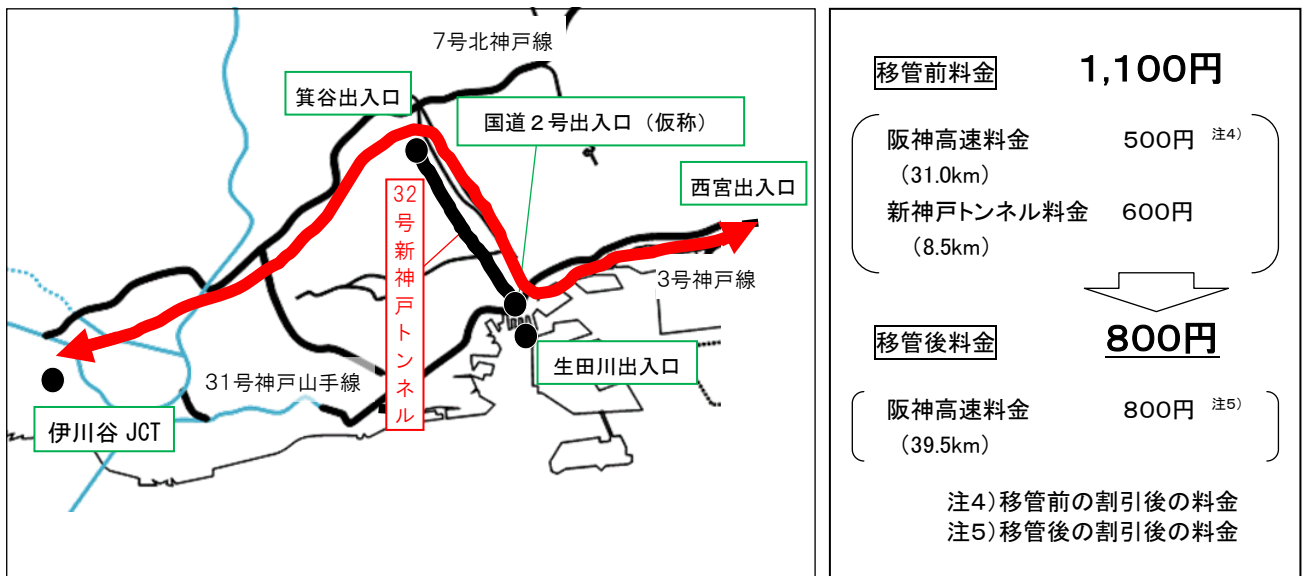 7号北神戸線
箕谷出入口
国道２号出入口（仮称）
西宮出入口
32号新神戸トンネル
3号神戸線
生田川出入口
31号神戸山手線
伊川谷 JCT
移管前料金 1,100円
阪神高速料金 500円 注4)
（31.0km）
新神戸トンネル料金 600円
（8.5km）
移管後料金 800円
阪神高速料金 800円 注5)
（39.5km）
注4)移管前の割引後の料金
注5)移管後の割引後の料金